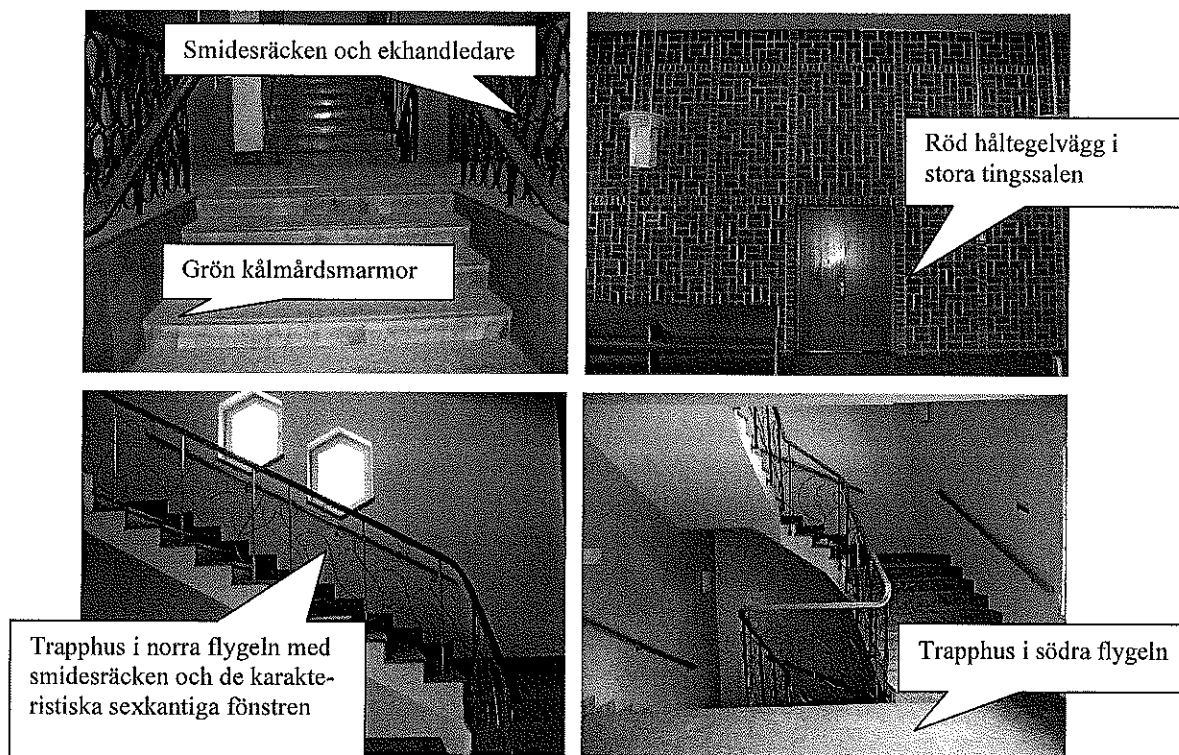 Smidesräcken och ekhandledare
Grön kålmårdsmarmor
Röd håltegelvägg i
stora tingssalen
Trapphus i norra flygeln med
smidesräcken och de karakte-
ristiska sexkantiga fönstren
Trapphus i södra flygeln